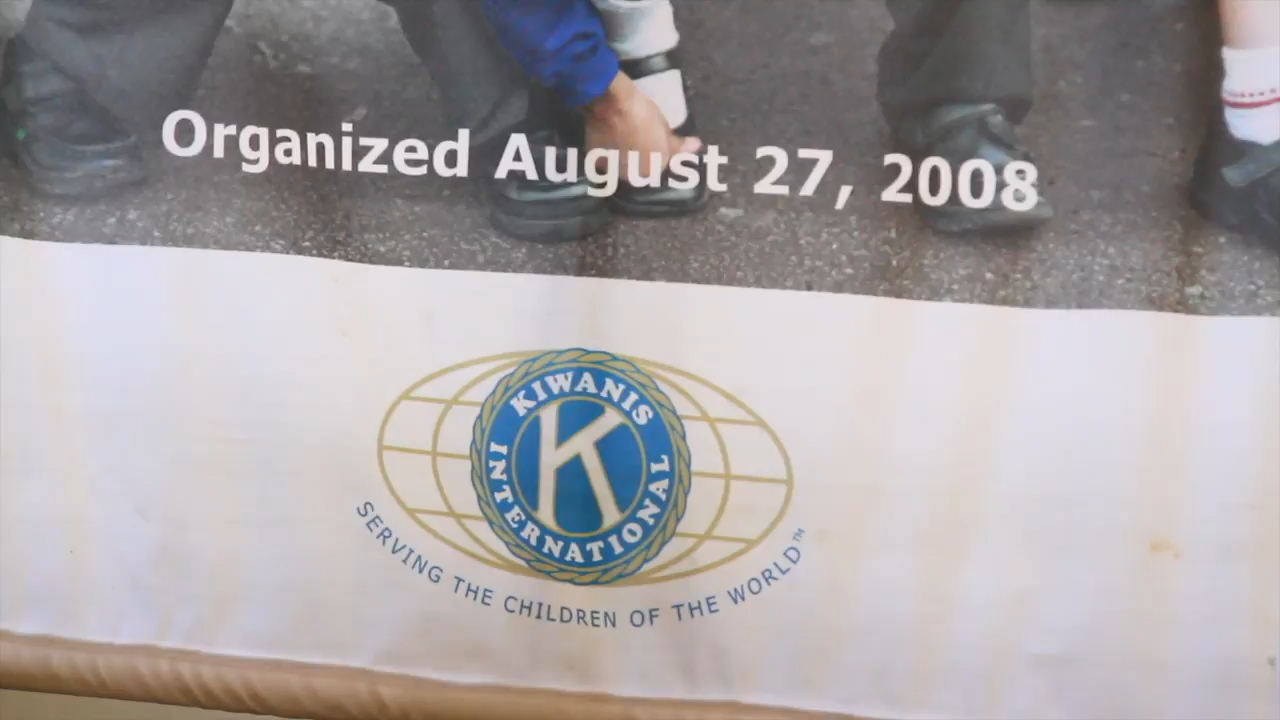 Organized August 27, 2008
KIWANIS
INTERNATIONAL
K
SERVING THE CHILDREN OF THE WORLD™